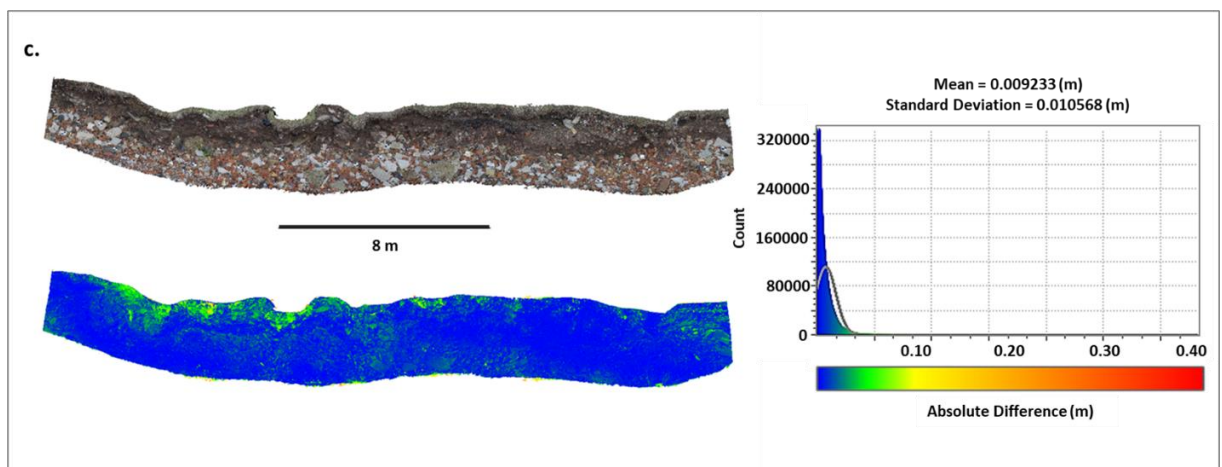 c.
8 m
Mean = 0.009233 (m)
Standard Deviation = 0.010568 (m)
Count
320000
240000
160000
80000
0
0.10 0.20 0.30 0.40
Absolute Difference (m)